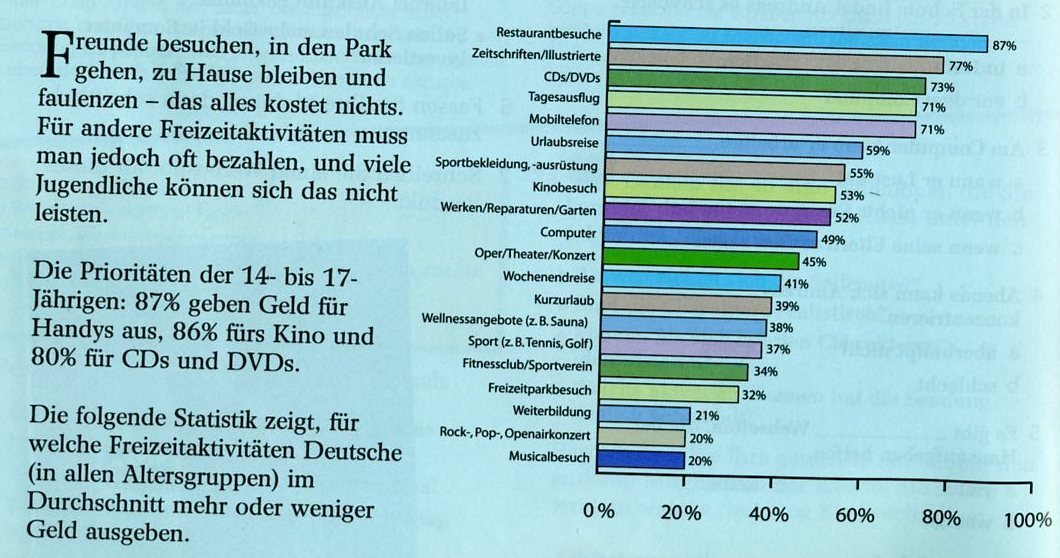 Freunde besuchen, in den Park
gehen, zu Hause bleiben und
faulenzen – das alles kostet nichts.
Für andere Freizeitaktivitäten muss
man jedoch oft bezahlen, und viele
Jugendliche können sich das nicht
leisten.
Die Prioritäten der 14- bis 17-
Jährigen: 87% geben Geld für
Handys aus, 86% fürs Kino und
80% für CDs und DVDs.
Die folgende Statistik zeigt, für
welche Freizeitaktivitäten Deutsche
(in allen Altersgruppen) im
Durchschnitt mehr oder weniger
Geld ausgeben.
Restaurantbesuche 87%
Zeitschriften/Illustrierte 77%
CDs/DVDs 73%
Tagesausflug 71%
Mobiltelefon 71%
Urlaubsreise 59%
Sportbekleidung, -ausrüstung 55%
Kinobesuch 53%
Werken/Reparaturen/Garten 52%
Computer 49%
Oper/Theater/Konzert 45%
Wochenendreise 41%
Kurzurlaub 39%
Wellnessangebote (z. B. Sauna) 38%
Sport (z. B. Tennis, Golf) 37%
Fitnessclub/Sportverein 34%
Freizeitparkbesuch 32%
Weiterbildung 21%
Rock-, Pop-, Openairkonzert 20%
Musicalbesuch 20%
0% 20% 40% 60% 80% 100%